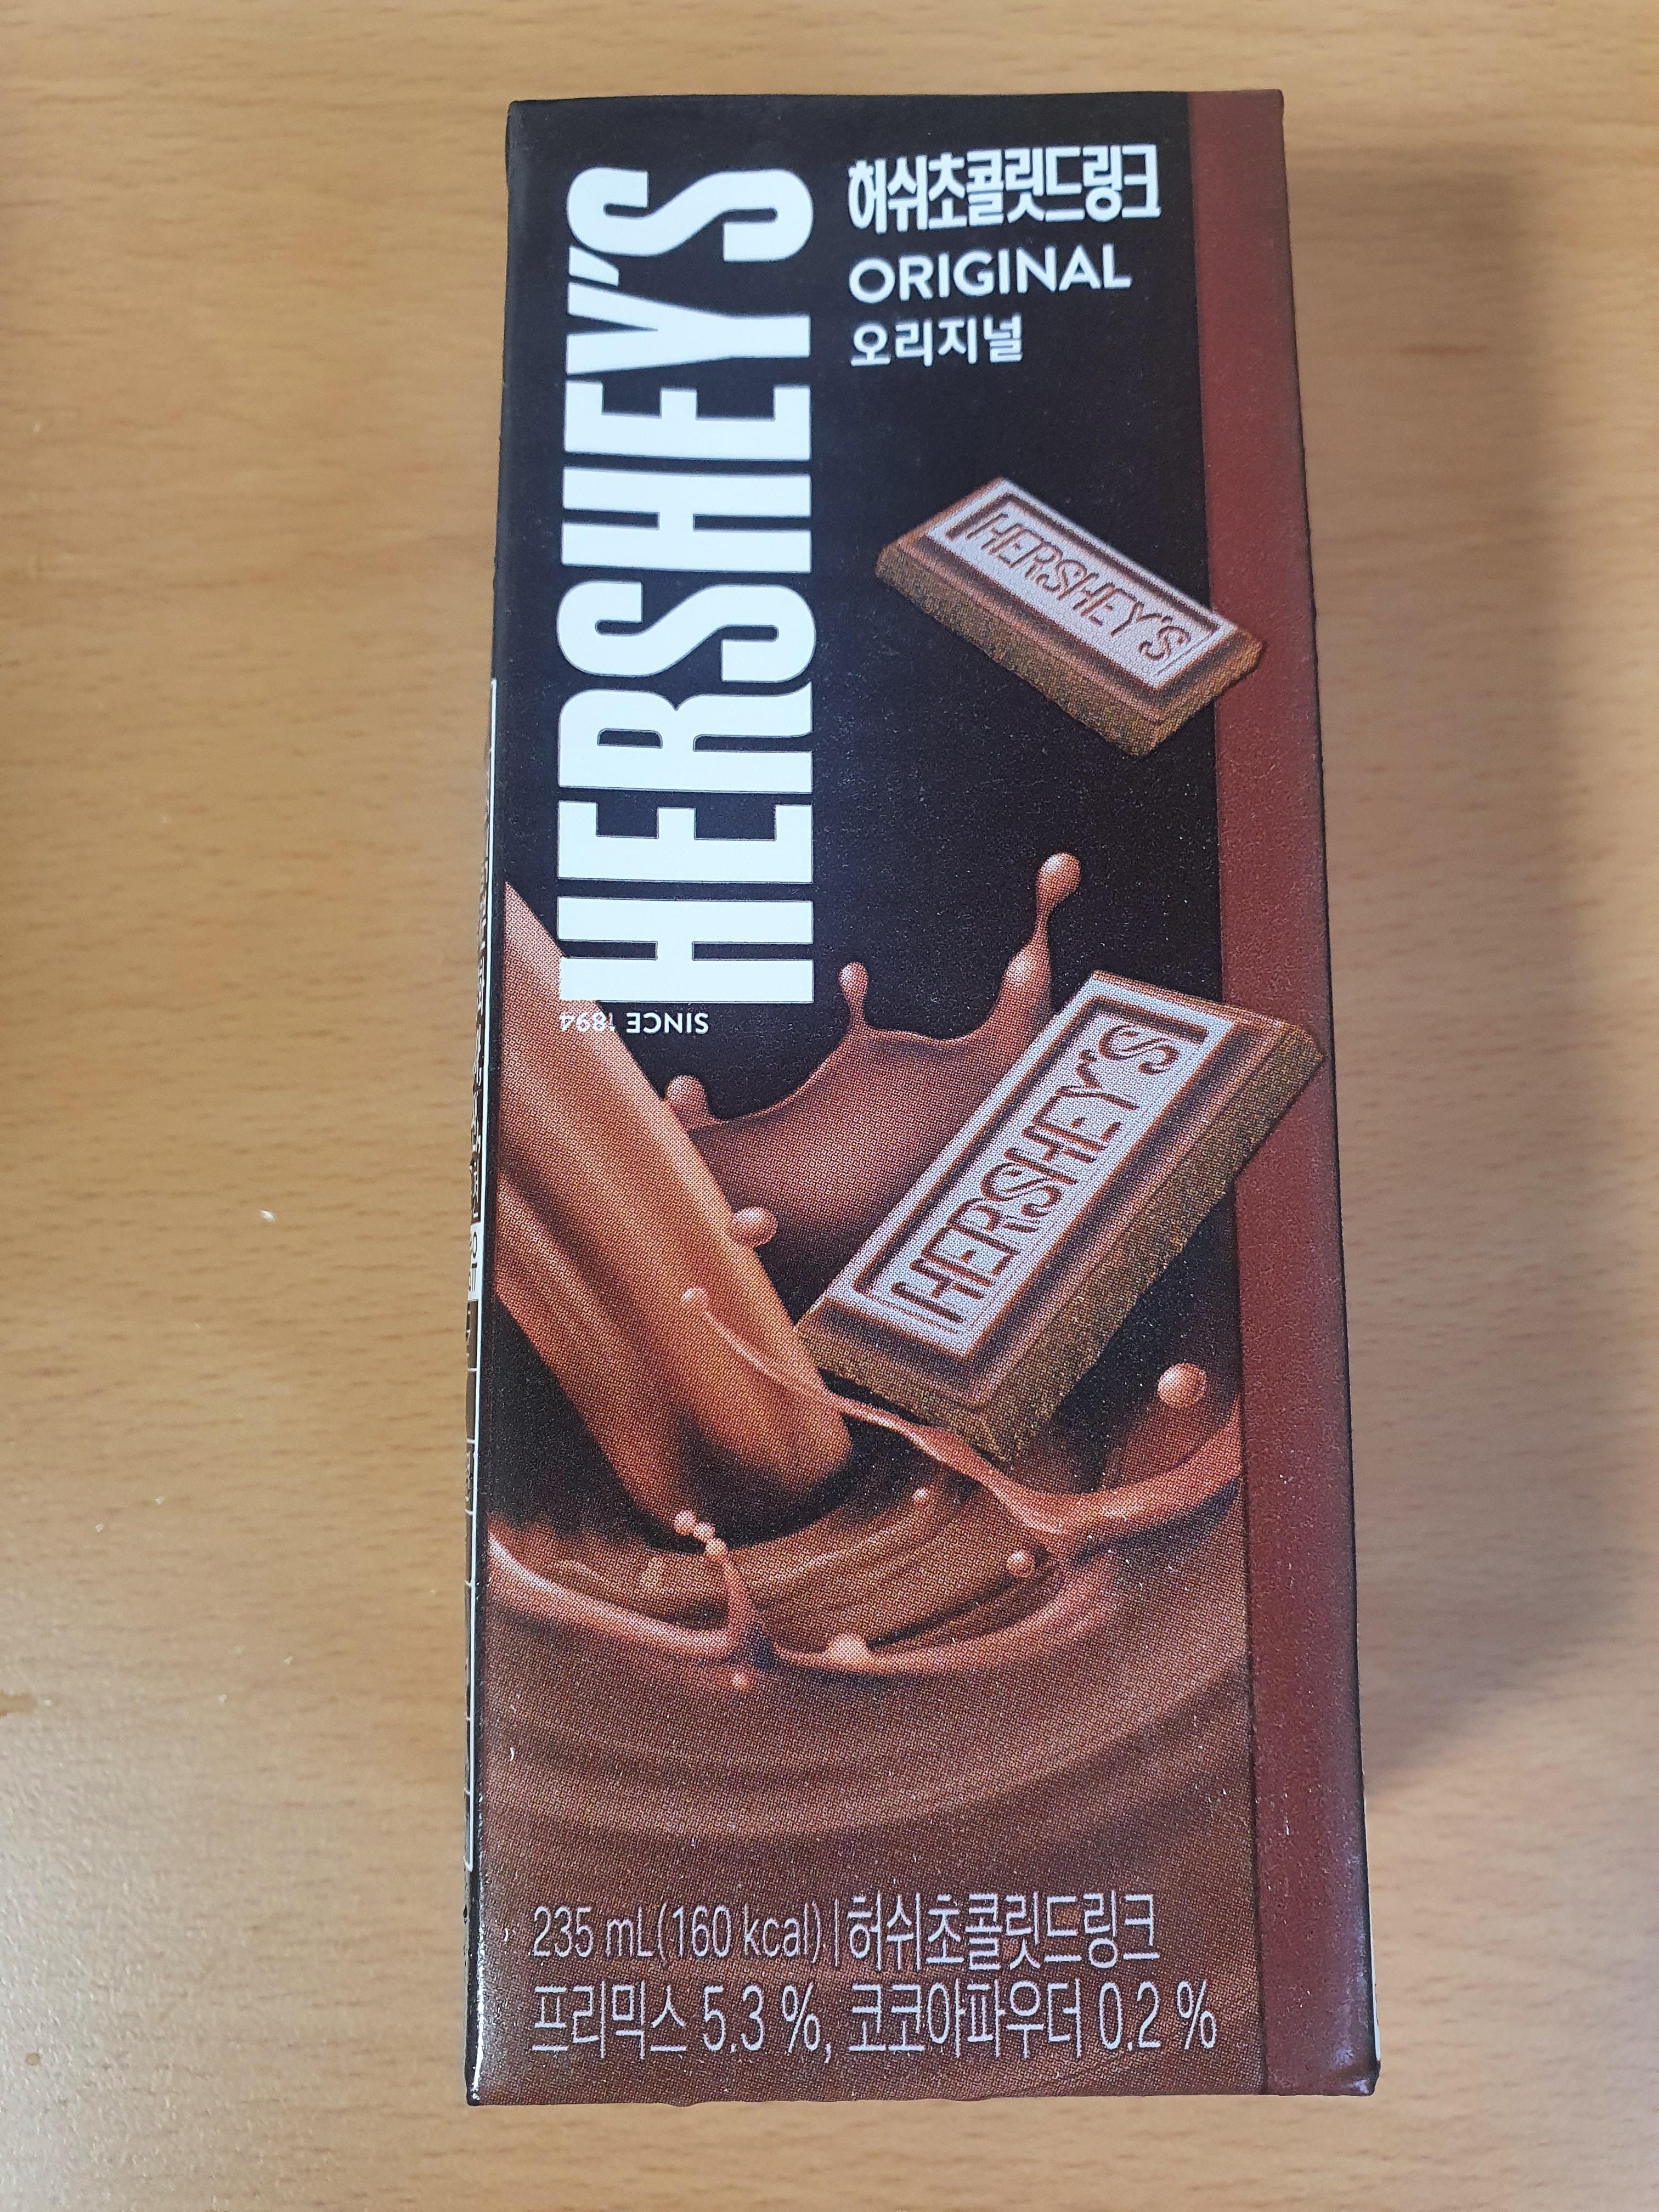 HERSHEY'S
SINCE 1894
허쉬초콜릿드링크
ORIGINAL
오리지널
HERSHEY'S
HERSHEY'S
235 mL(160 kcal) | 허쉬초콜릿드링크
프리믹스 5.3 %, 코코아파우더 0.2 %